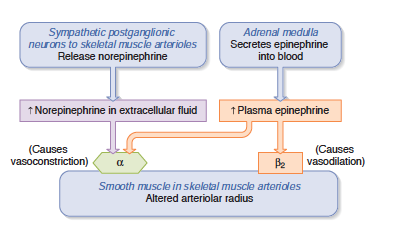 Sympathetic postganglionic
neurons to skeletal muscle arterioles
Release norepinephrine
Adrenal medulla
Secretes epinephrine
into blood
↑Norepinephrine in extracellular fluid
↑Plasma epinephrine
(Causes
vasoconstriction)
α
β₂
(Causes
vasodilation)
Smooth muscle in skeletal muscle arterioles
Altered arteriolar radius